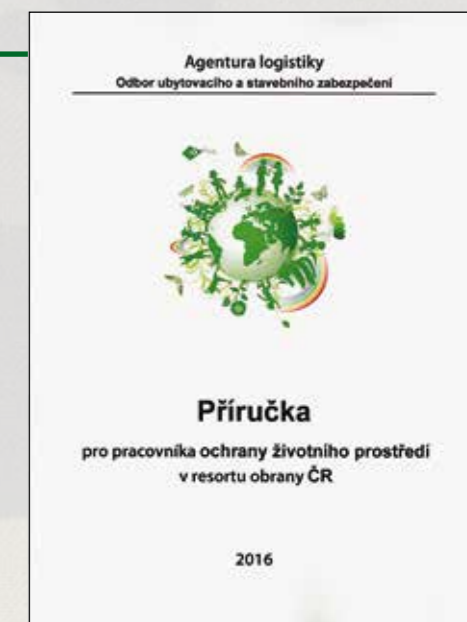 Agentura logistiky
Odbor ubytovacího a stavebního zabezpečení
Příručka
pro pracovníka ochrany životního prostředí
v resortu obrany ČR
2016